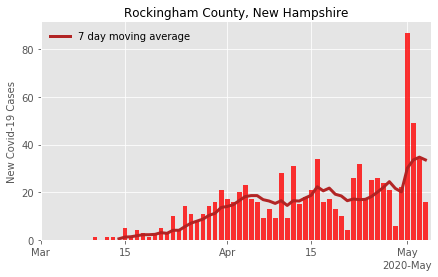 Rockingham County, New Hampshire
7 day moving average
New Covid-19 Cases
80
60
40
20
0
Mar 15 Apr 15 May
2020-May